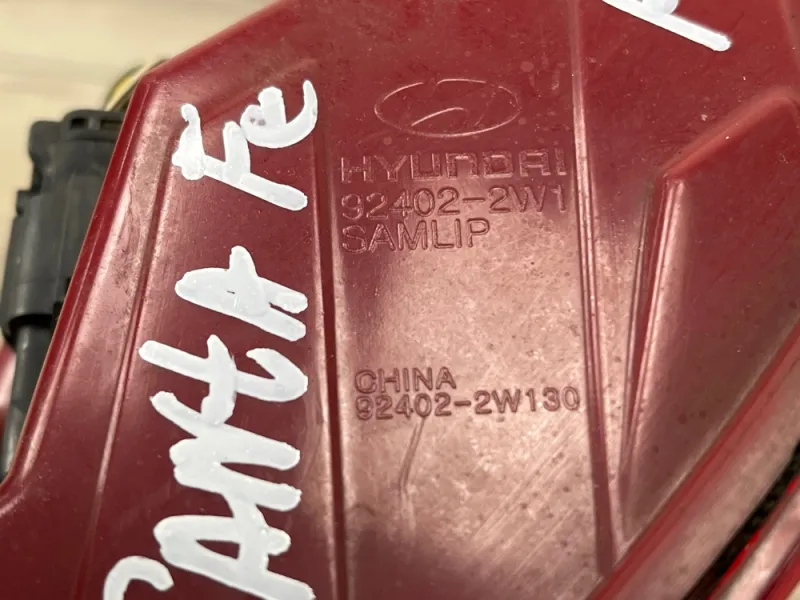 HYUNDAI
92402-2W1
SAMLIP
CHINA
92402-2W130
SANtA Fe